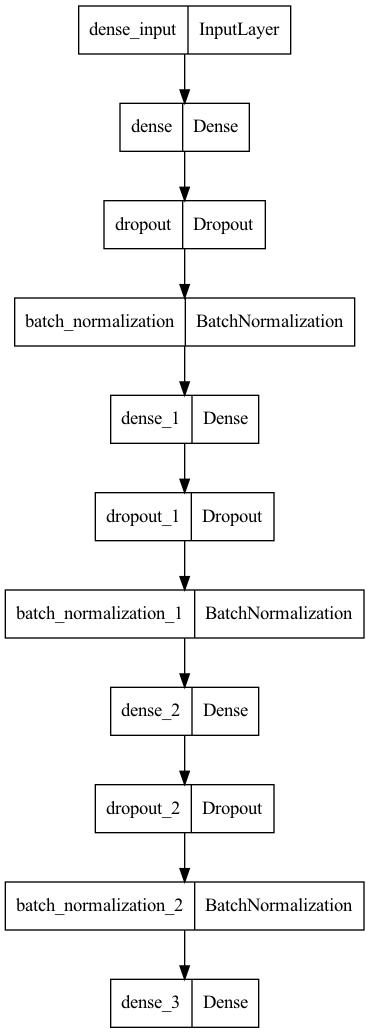 dense_input InputLayer
dense Dense
dropout Dropout
batch_normalization BatchNormalization
dense_1 Dense
dropout_1 Dropout
batch_normalization_1 BatchNormalization
dense_2 Dense
dropout_2 Dropout
batch_normalization_2 BatchNormalization
dense_3 Dense